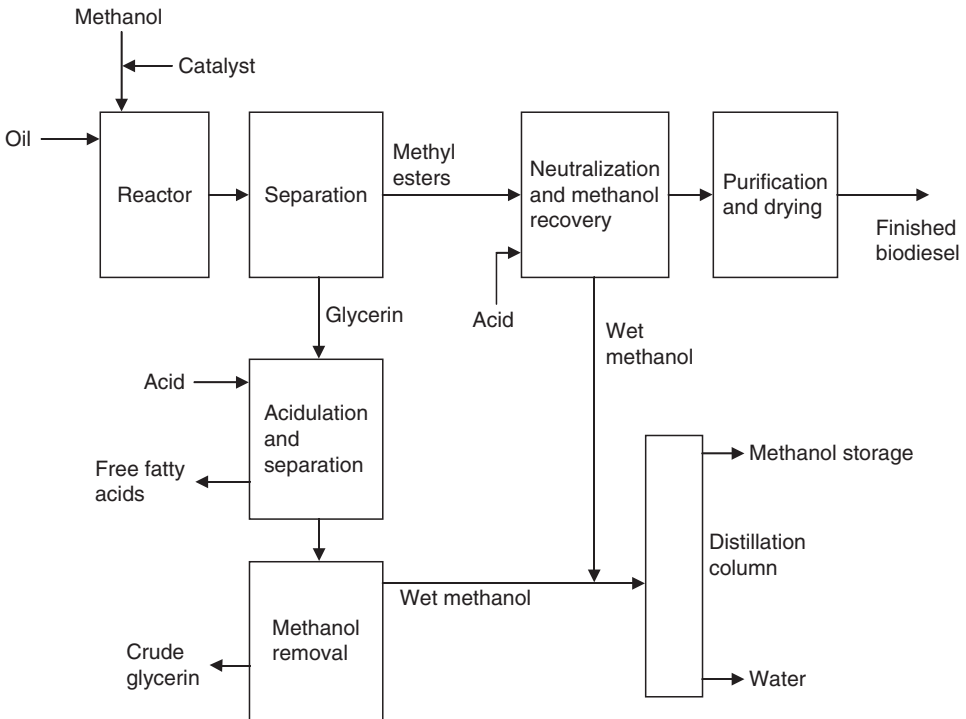 Methanol
Catalyst
Oil
Reactor
Separation
Methyl
esters
Neutralization
and methanol
recovery
Purification
and drying
Finished
biodiesel
Glycerin
Acid
Wet
methanol
Acid
Acidulation
and
separation
Free fatty
acids
Methanol storage
Distillation
column
Wet methanol
Methanol
removal
Crude
glycerin
Water